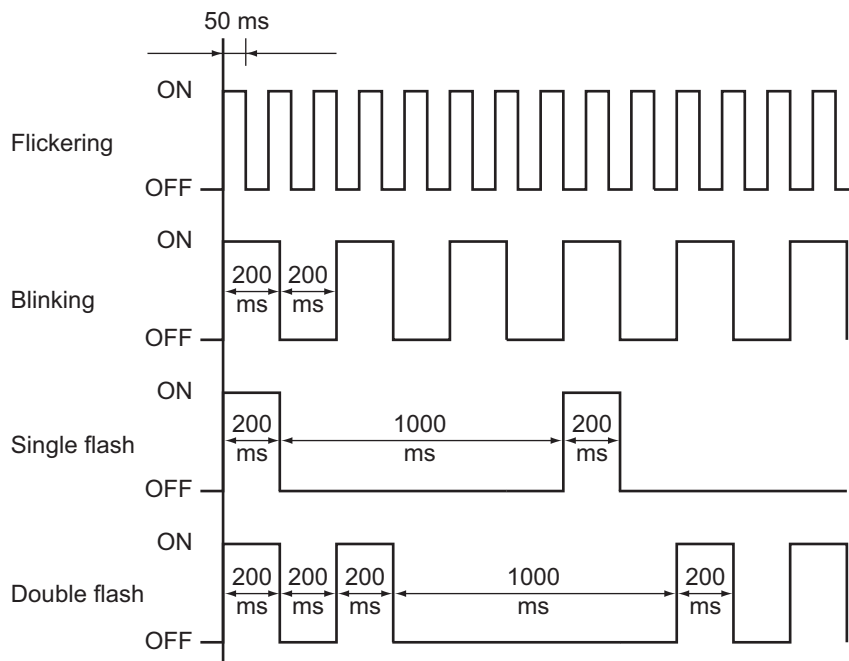 50 ms
ON
Flickering
OFF
ON
200 200
ms ms
Blinking
OFF
ON
200 1000 200
ms ms ms
Single flash
OFF
ON
200 200 200 1000 200
ms ms ms ms ms
Double flash
OFF